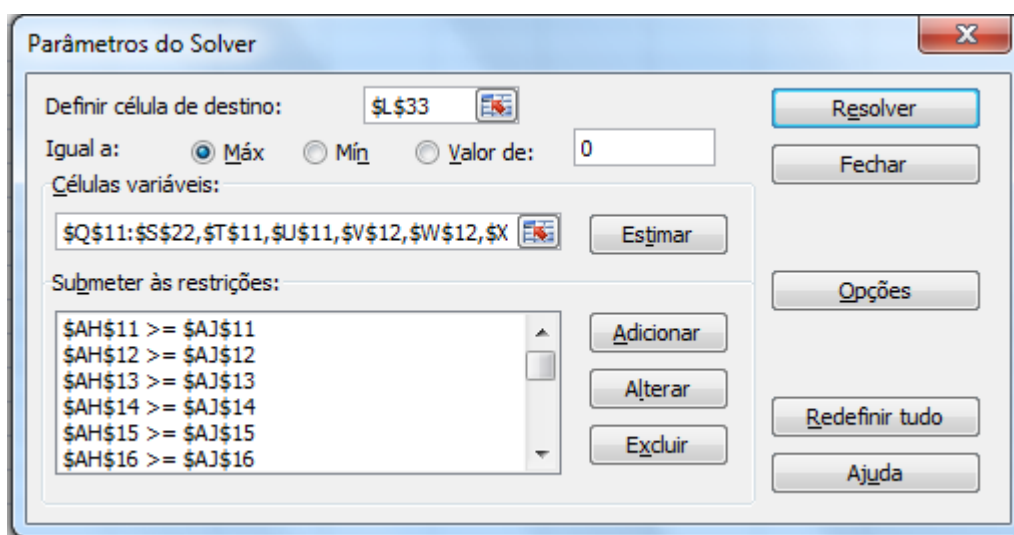 Parâmetros do Solver
Definir célula de destino: $L$33
Resolver
Igual a: Máx Mín Valor de: 0
Fechar
Células variáveis:
$Q$11:$S$22,$T$11,$U$11,$V$12,$W$12,$X
Estimar
Submeter às restrições:
Opções
$AH$11 >= $AJ$11
$AH$12 >= $AJ$12
$AH$13 >= $AJ$13
$AH$14 >= $AJ$14
$AH$15 >= $AJ$15
$AH$16 >= $AJ$16
Adicionar
Alterar
Excluir
Redefinir tudo
Ajuda